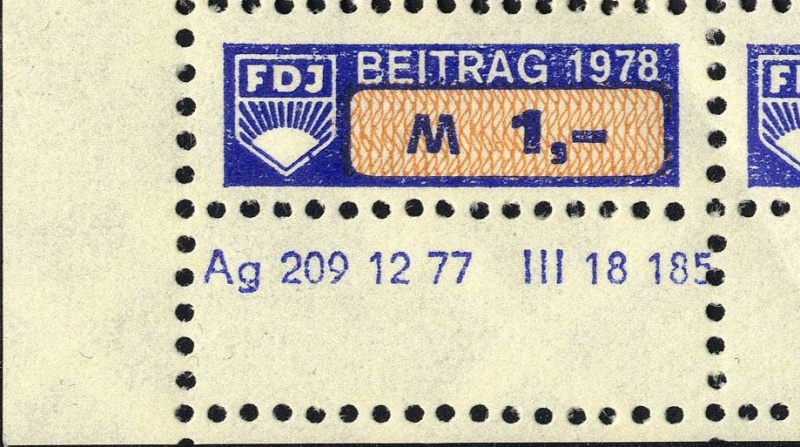 FDJ
BEITRAG 1978
M 1,-
Ag 209 12 77 III 18 185